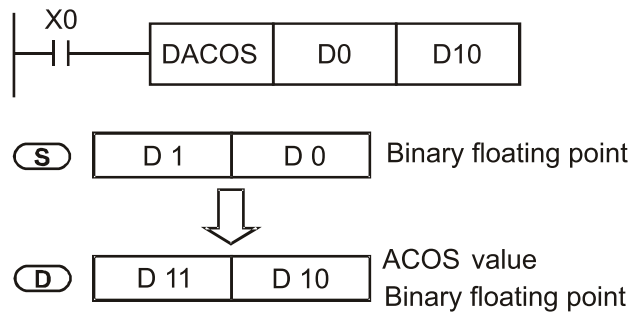 X0
DACOS D0 D10
S D 1 D 0 Binary floating point
D D 11 D 10 ACOS value
Binary floating point